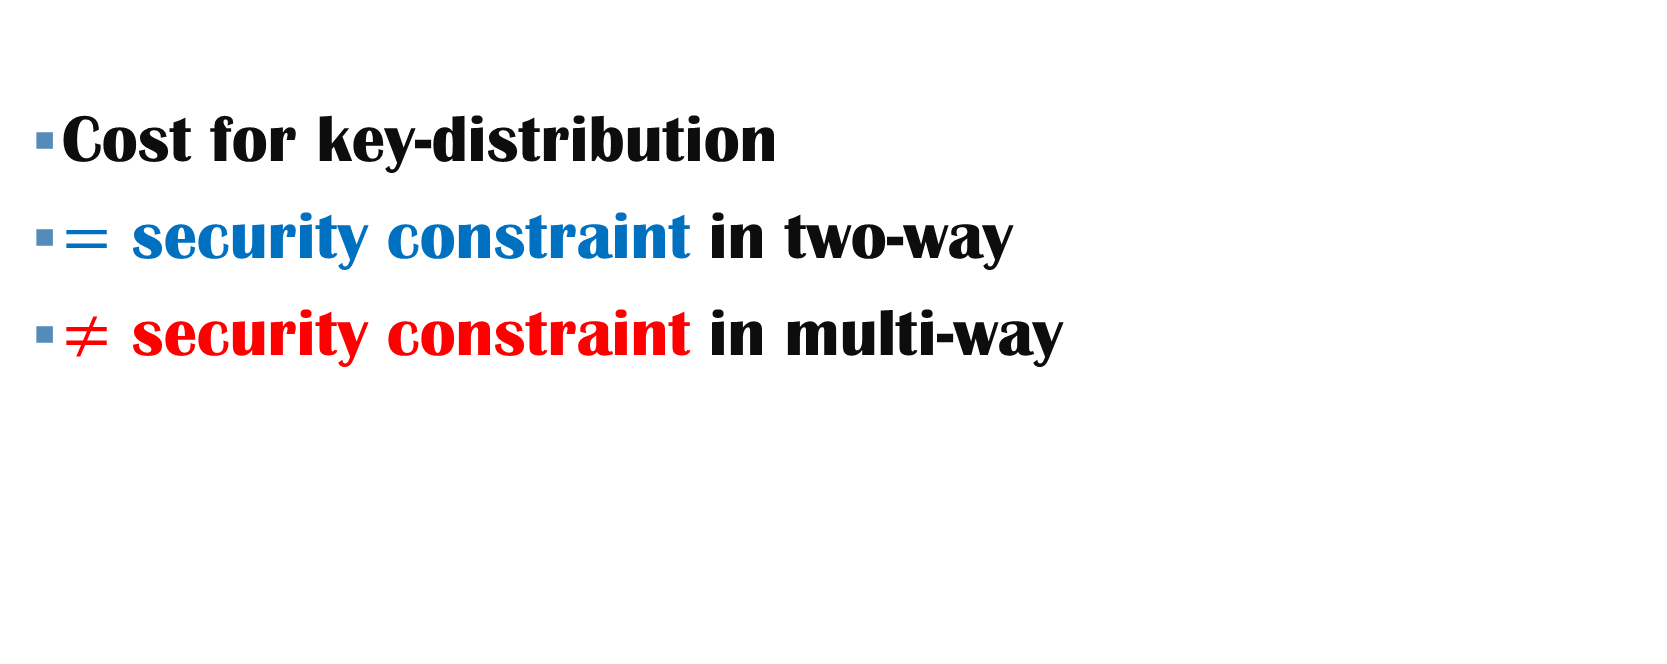 ▪Cost for key-distribution
▪= security constraint in two-way
▪≠ security constraint in multi-way